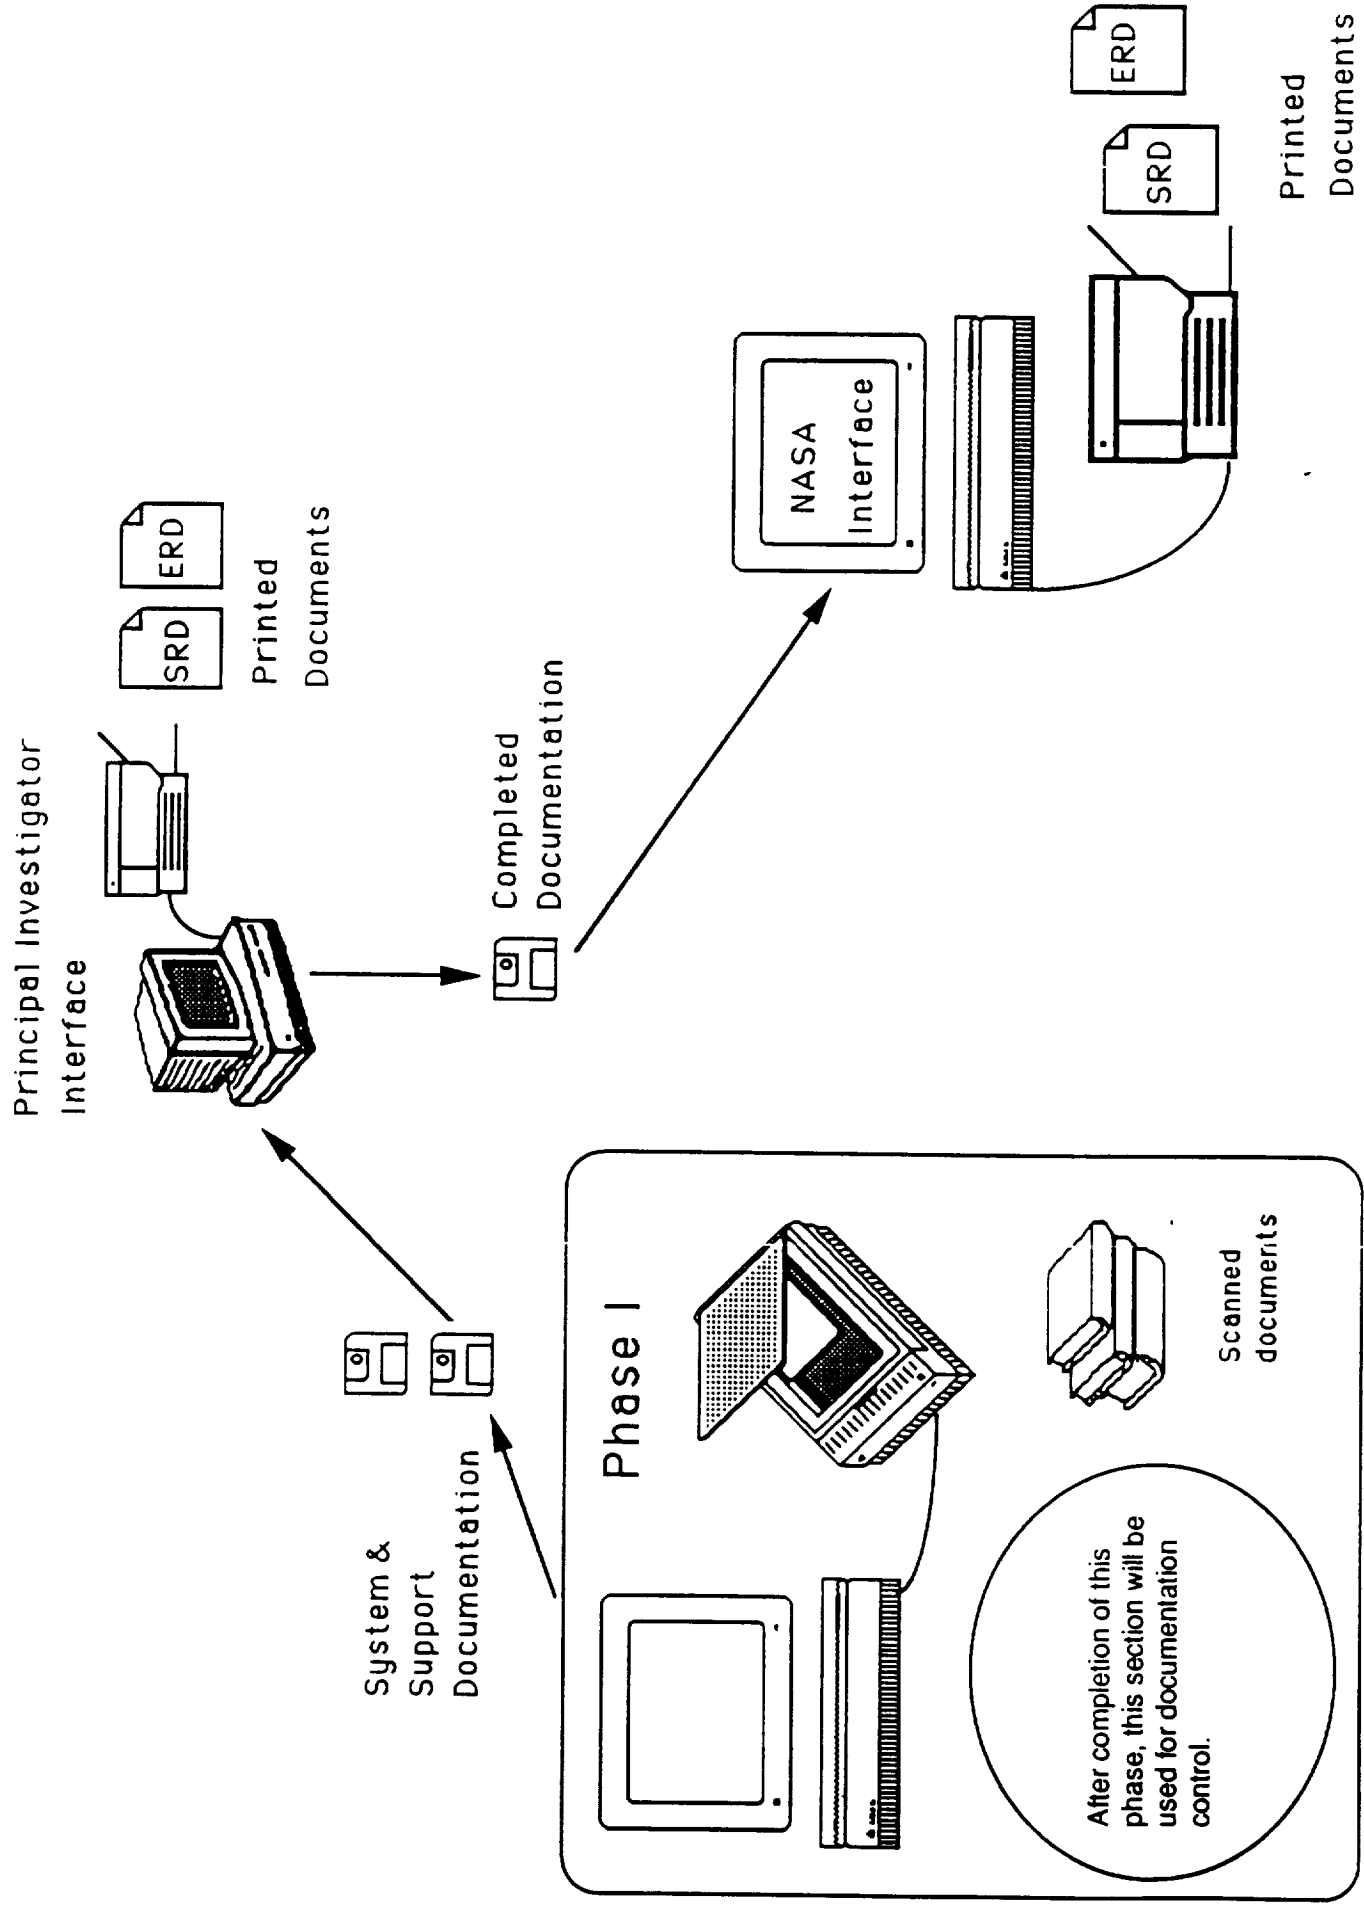 Principal Investigator
Interface
SRD
ERD
Printed
Documents
System &
Support
Documentation
Completed
Documentation
Phase I
NASA
Interface
After completion of this
phase, this section will be
used for documentation
control.
Scanned
documents
SRD
ERD
Printed
Documents